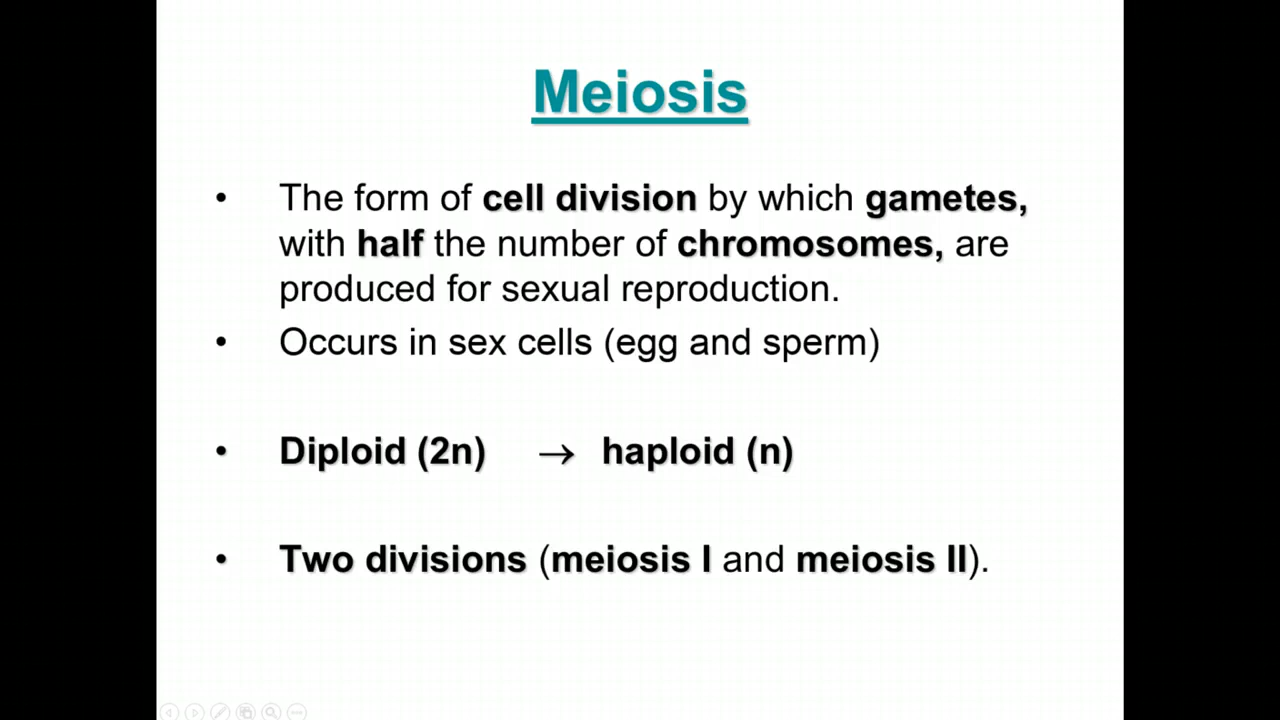 Meiosis
• The form of cell division by which gametes,
with half the number of chromosomes, are
produced for sexual reproduction.
• Occurs in sex cells (egg and sperm)
• Diploid (2n) → haploid (n)
• Two divisions (meiosis I and meiosis II).